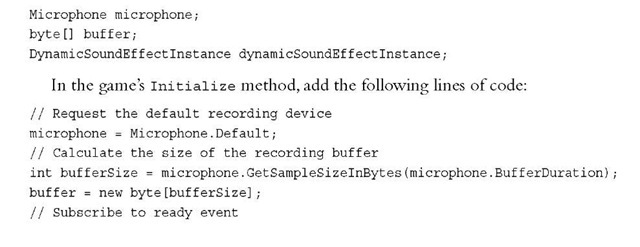 Microphone microphone;
byte[] buffer;
DynamicSoundEffectInstance dynamicSoundEffectInstance;
In the game's Initialize method, add the following lines of code:
// Request the default recording device
microphone = Microphone.Default;
// Calculate the size of the recording buffer
int bufferSize = microphone.GetSampleSizeInBytes(microphone.BufferDuration);
buffer = new byte[bufferSize];
// Subscribe to ready event